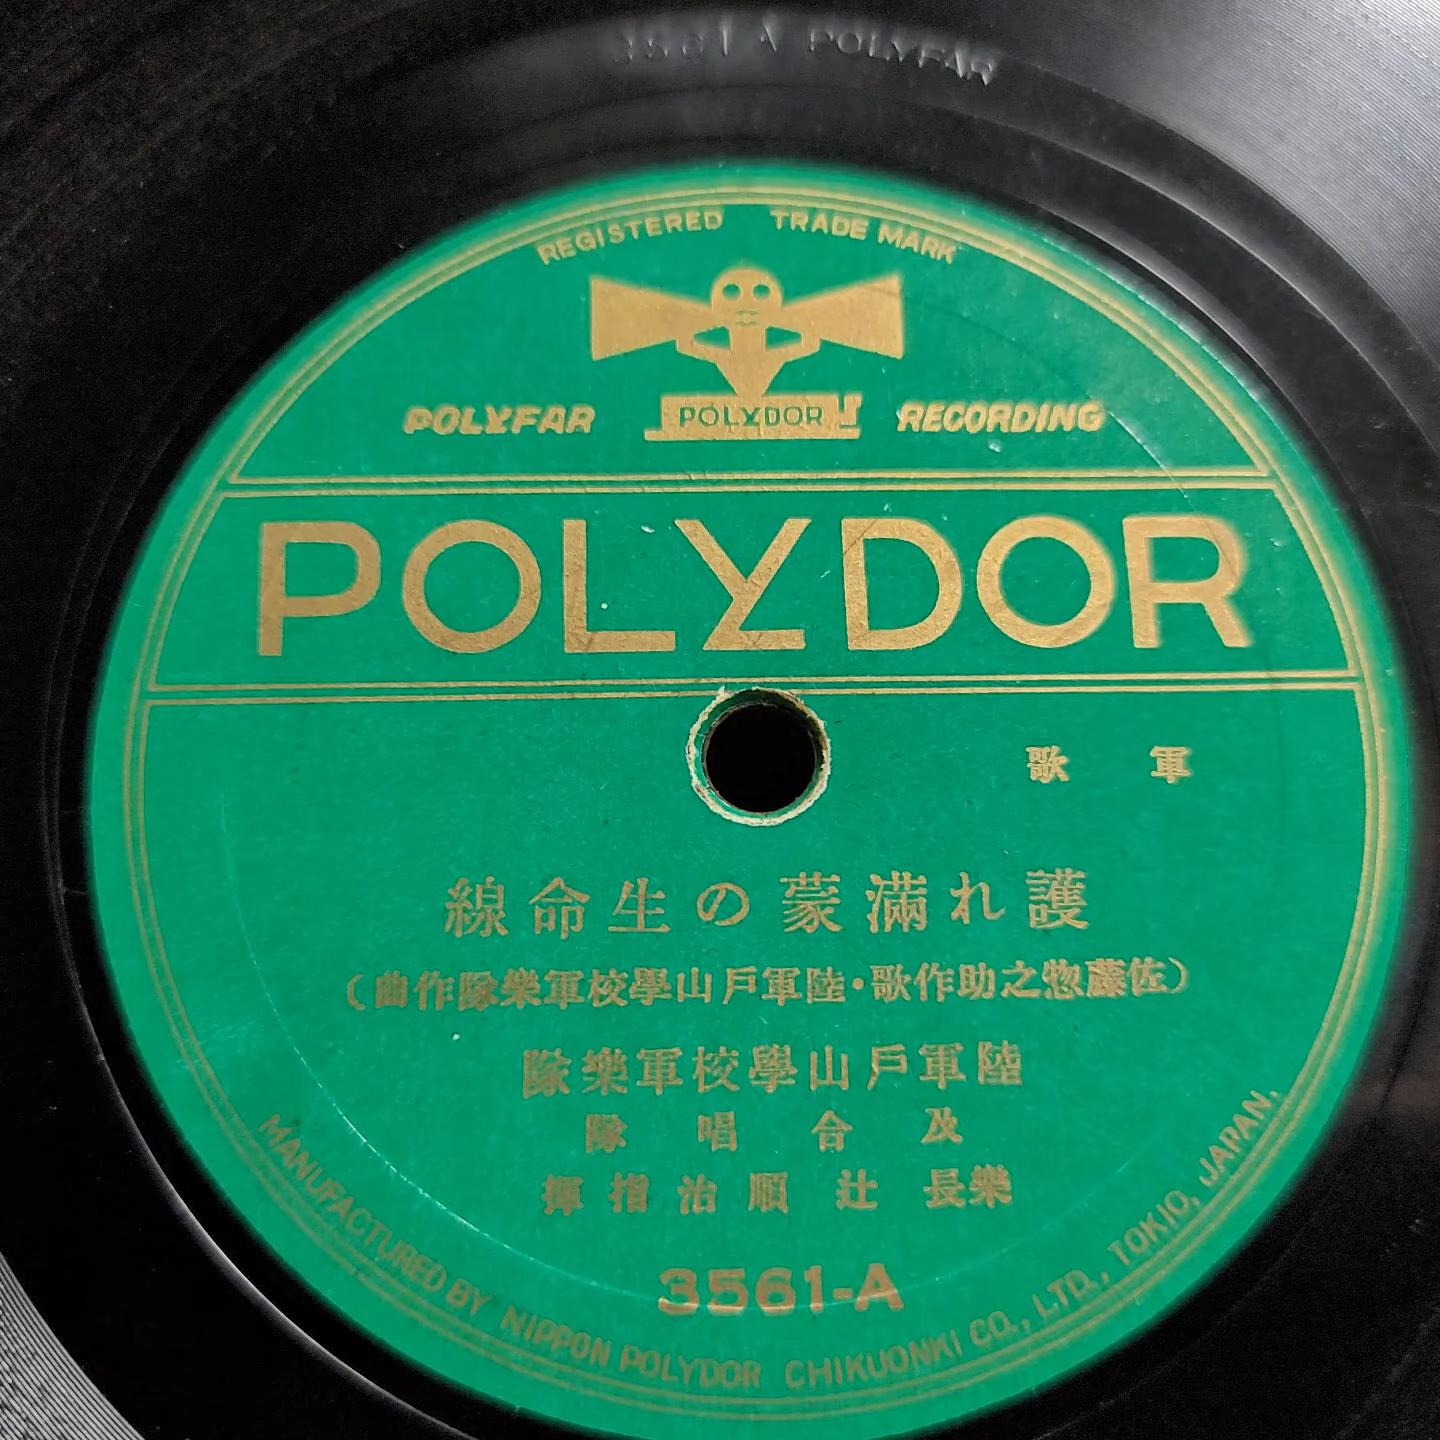 3561 A POLYFAR
REGISTERED TRADE MARK
POLYFAR POLYDOR RECORDING
POLYDOR
軍歌
護れ滿蒙の生命線
（佐藤惣之助作歌・陸軍戸山學校軍樂隊作曲）
陸軍戸山學校軍樂隊
及合唱隊
樂長 辻順治指揮
3561-A
MANUFACTURED BY NIPPON POLYDOR CHIKUONKI CO., LTD., TOKIO, JAPAN.